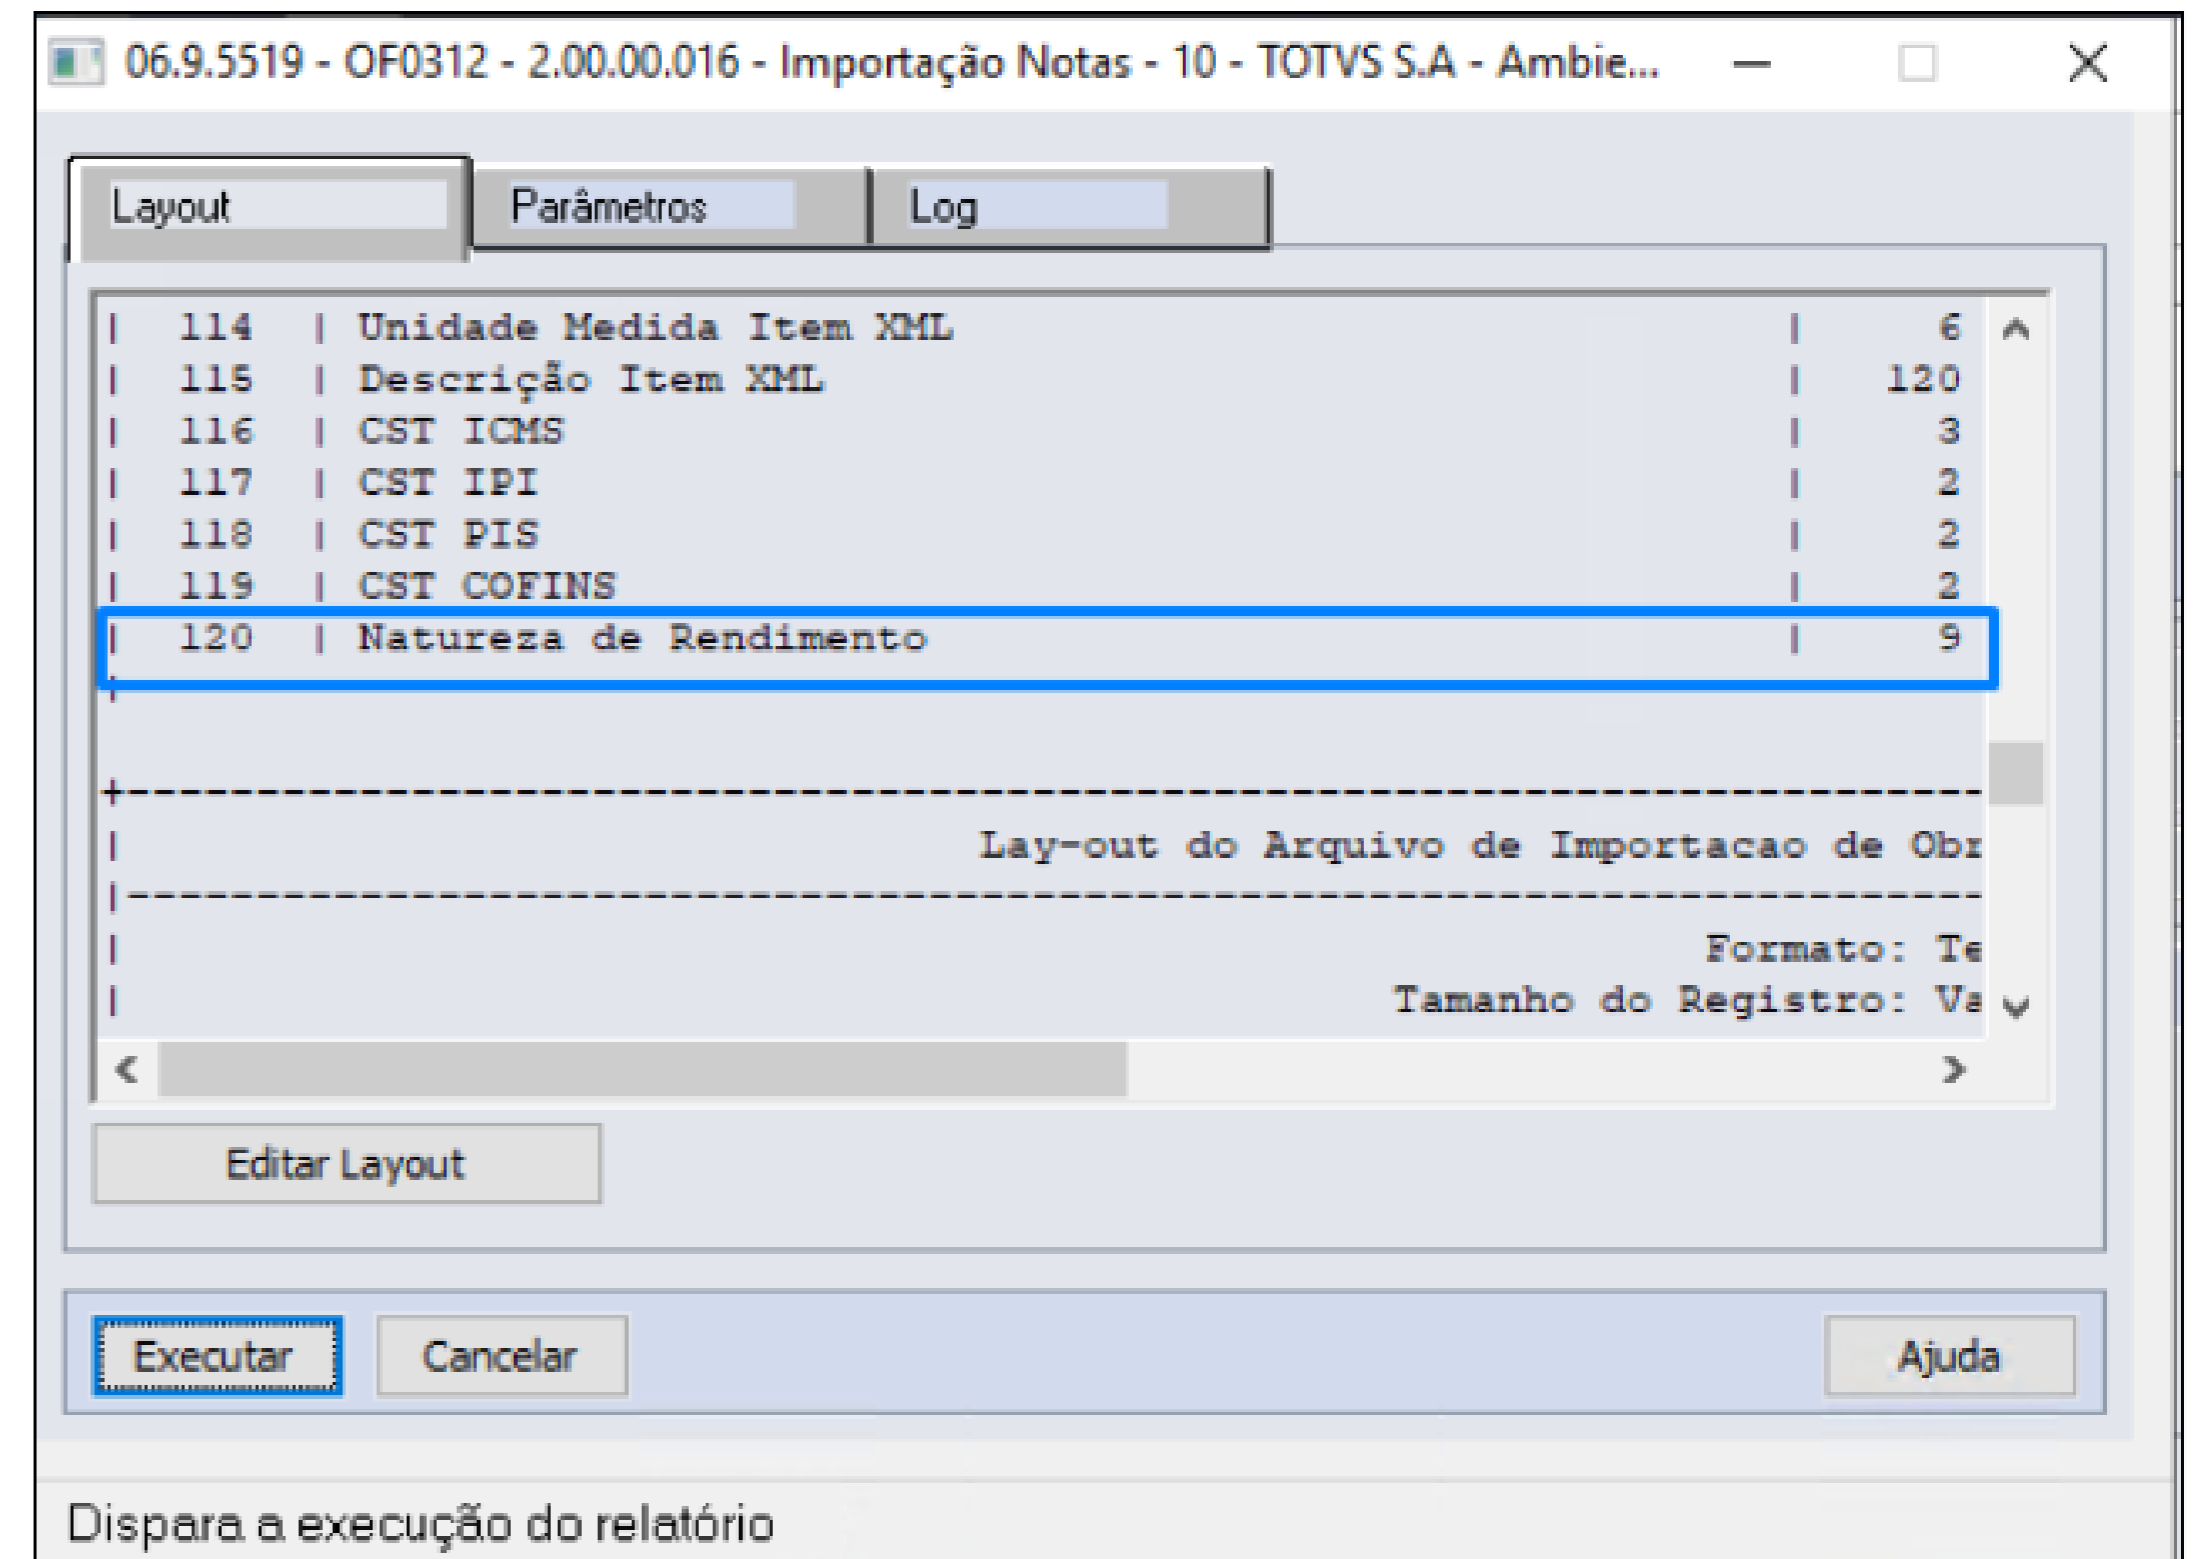 06.9.5519 - OF0312 - 2.00.00.016 - Importação Notas - 10 - TOTVS S.A - Ambie...
Layout Parâmetros Log
| 114 | Unidade Medida Item XML | 6
| 115 | Descrição Item XML | 120
| 116 | CST ICMS | 3
| 117 | CST IPI | 2
| 118 | CST PIS | 2
| 119 | CST COFINS | 2
| 120 | Natureza de Rendimento | 9
Lay-out do Arquivo de Importacao de Obr
Formato: Te
Tamanho do Registro: Va
Editar Layout
Executar Cancelar Ajuda
Dispara a execução do relatório